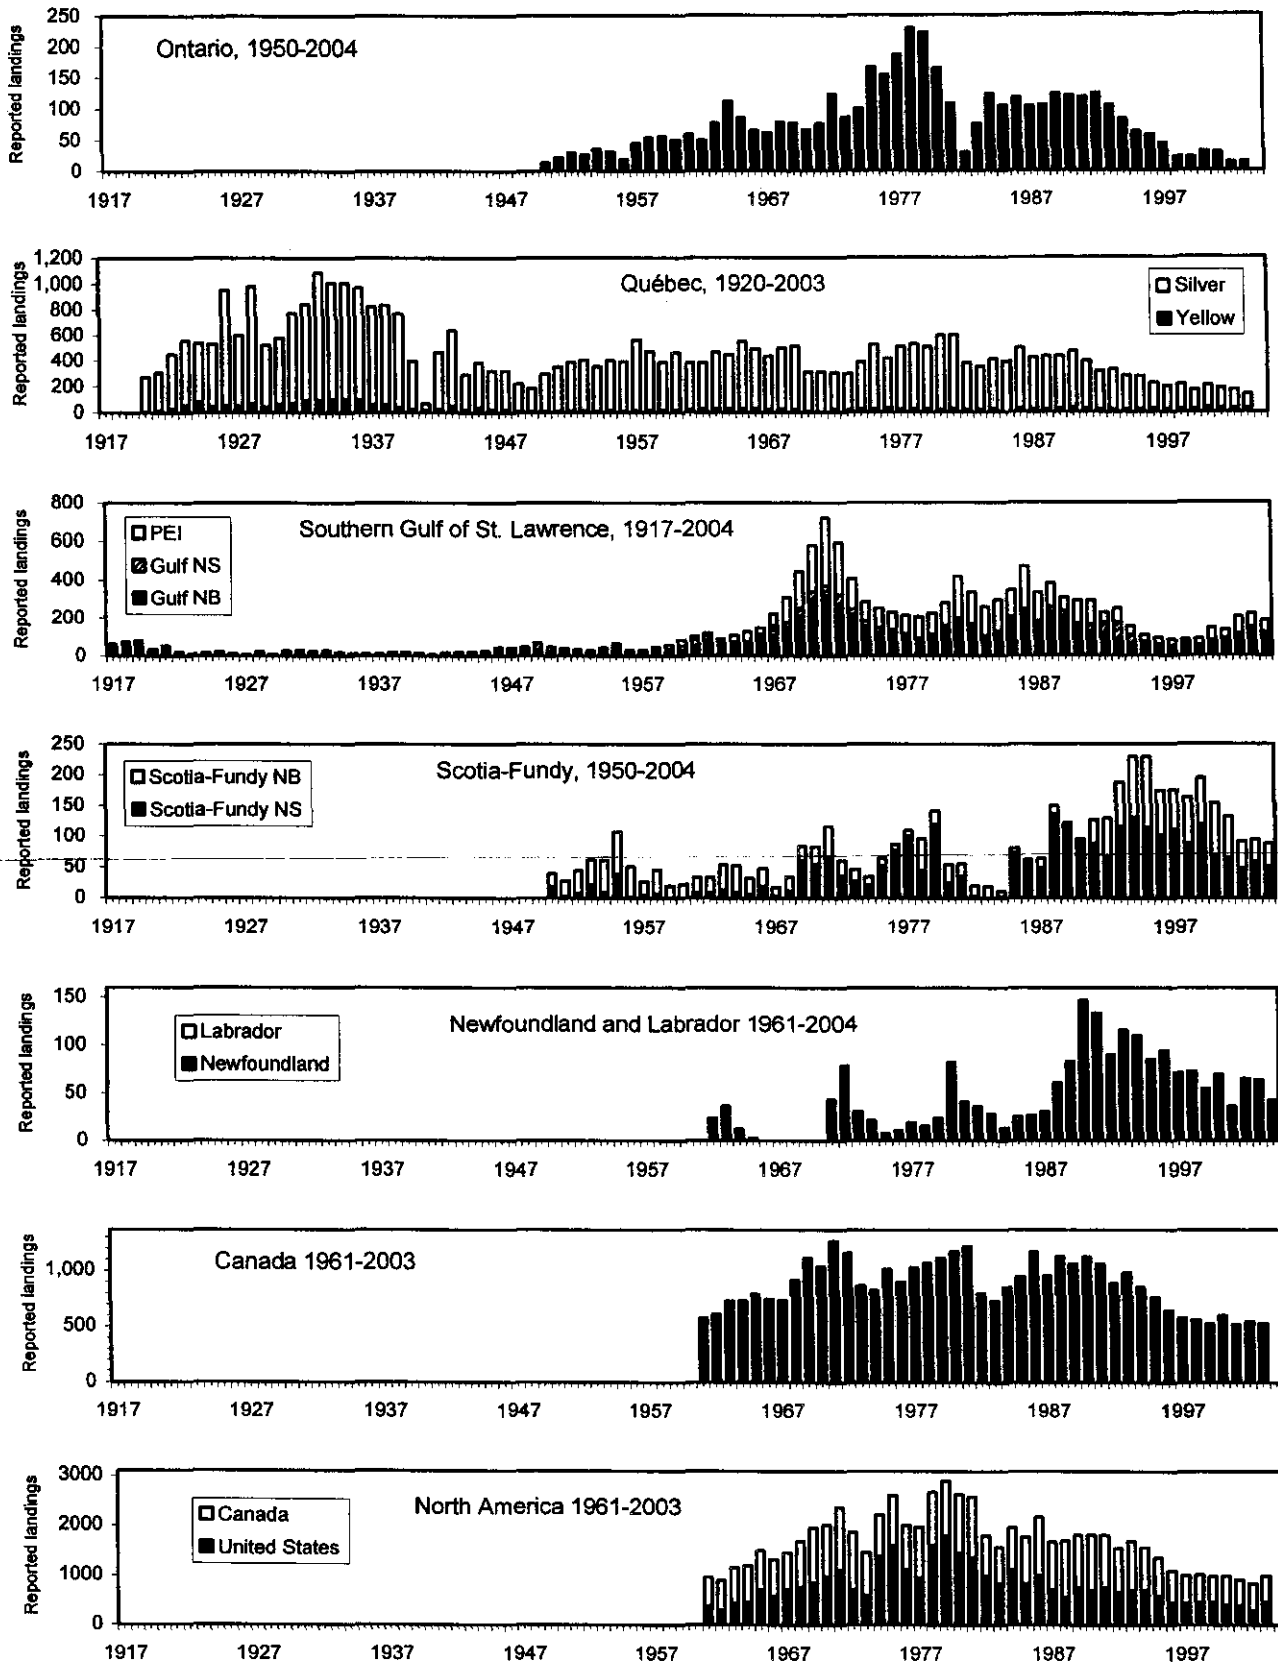 Reported landings
250
200
150
100
50
0
Ontario, 1950-2004
1917 1927 1937 1947 1957 1967 1977 1987 1997
Reported landings
1,200
1,000
800
600
400
200
0
Québec, 1920-2003
Silver
Yellow
1917 1927 1937 1947 1957 1967 1977 1987 1997
Reported landings
800
600
400
200
0
PEI
Gulf NS
Gulf NB
Southern Gulf of St. Lawrence, 1917-2004
1917 1927 1937 1947 1957 1967 1977 1987 1997
Reported landings
250
200
150
100
50
0
Scotia-Fundy NB
Scotia-Fundy NS
Scotia-Fundy, 1950-2004
1917 1927 1937 1947 1957 1967 1977 1987 1997
Reported landings
150
100
50
0
Labrador
Newfoundland
Newfoundland and Labrador 1961-2004
1917 1927 1937 1947 1957 1967 1977 1987 1997
Reported landings
1,000
500
0
Canada 1961-2003
1917 1927 1937 1947 1957 1967 1977 1987 1997
Reported landings
3000
2000
1000
0
Canada
United States
North America 1961-2003
1917 1927 1937 1947 1957 1967 1977 1987 1997